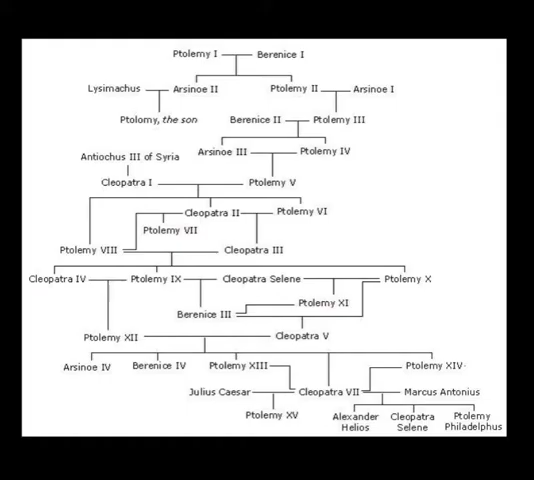 Ptolemy I
Berenice I
Lysimachus
Arsinoe II
Ptolemy II
Arsinoe I
Ptolomy, the son
Berenice II
Ptolemy III
Antiochus III of Syria
Arsinoe III
Ptolemy IV
Cleopatra I
Ptolemy V
Cleopatra II
Ptolemy VI
Ptolemy VII
Ptolemy VIII
Cleopatra III
Cleopatra IV
Ptolemy IX
Cleopatra Selene
Ptolemy X
Ptolemy XI
Berenice III
Ptolemy XII
Cleopatra V
Arsinoe IV
Berenice IV
Ptolemy XIII
Ptolemy XIV
Julius Caesar
Cleopatra VII
Marcus Antonius
Ptolemy XV
Alexander
Helios
Cleopatra
Selene
Ptolemy
Philadelphus